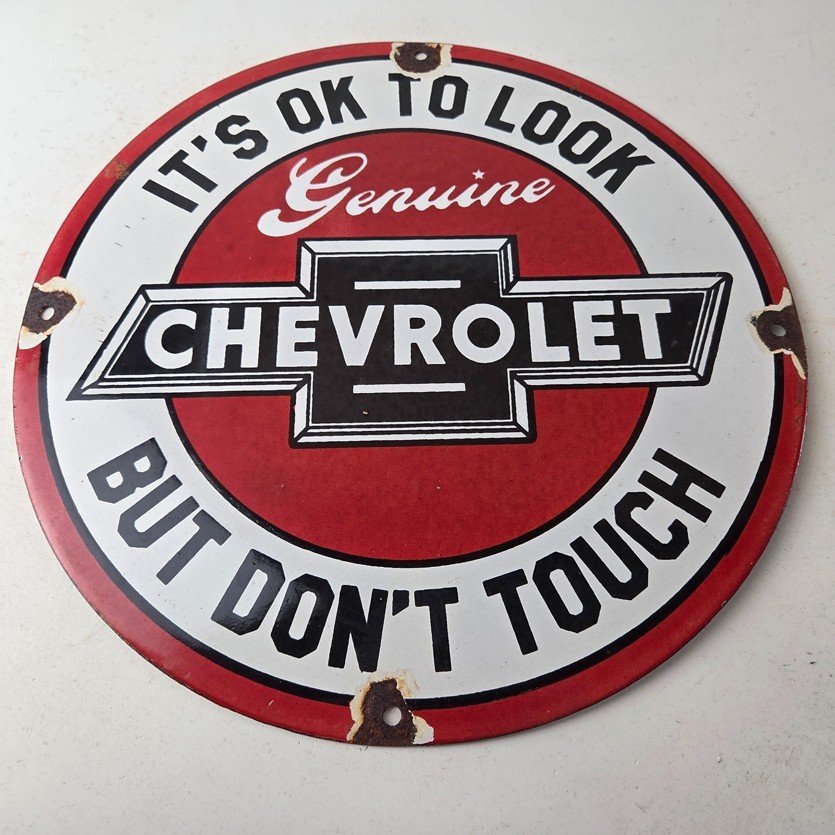 IT'S OK TO LOOK
Genuine
CHEVROLET
BUT DON'T TOUCH